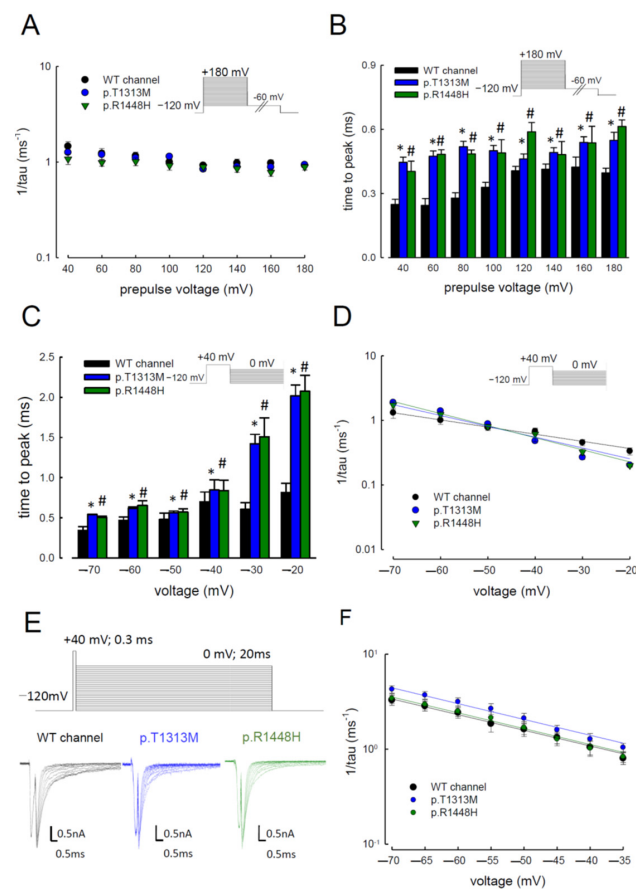 A
WT channel
p.T1313M
p.R1448H
+180 mV
−60 mV
−120 mV
10
1
0.1
1/tau (ms-1)
40 60 80 100 120 140 160 180
prepulse voltage (mV)
B
WT channel
p.T1313M
p.R1448H
+180 mV
−60 mV
−120 mV
0.9
0.6
0.3
0.0
time to peak (ms)
* # * # * # * # * # * # * # * #
40 60 80 100 120 140 160 180
prepulse voltage (mV)
C
WT channel
p.T1313M
p.R1448H
+40 mV
0 mV
−120 mV
2.5
2.0
1.5
1.0
0.5
0.0
time to peak (ms)
* # * # * # * # * # * #
−70 −60 −50 −40 −30 −20
voltage (mV)
D
+40 mV
0 mV
−120 mV
10
1
0.1
0.01
1/tau (ms-1)
WT channel
p.T1313M
p.R1448H
−70 −60 −50 −40 −30 −20
voltage (mV)
E
+40 mV; 0.3 ms
0 mV; 20ms
−120mV
WT channel p.T1313M p.R1448H
0.5nA 0.5nA 0.5nA
0.5ms 0.5ms 0.5ms
F
10¹
10⁰
10-1
1/tau (ms-1)
WT channel
p.T1313M
p.R1448H
−70 −65 −60 −55 −50 −45 −40 −35
voltage (mV)